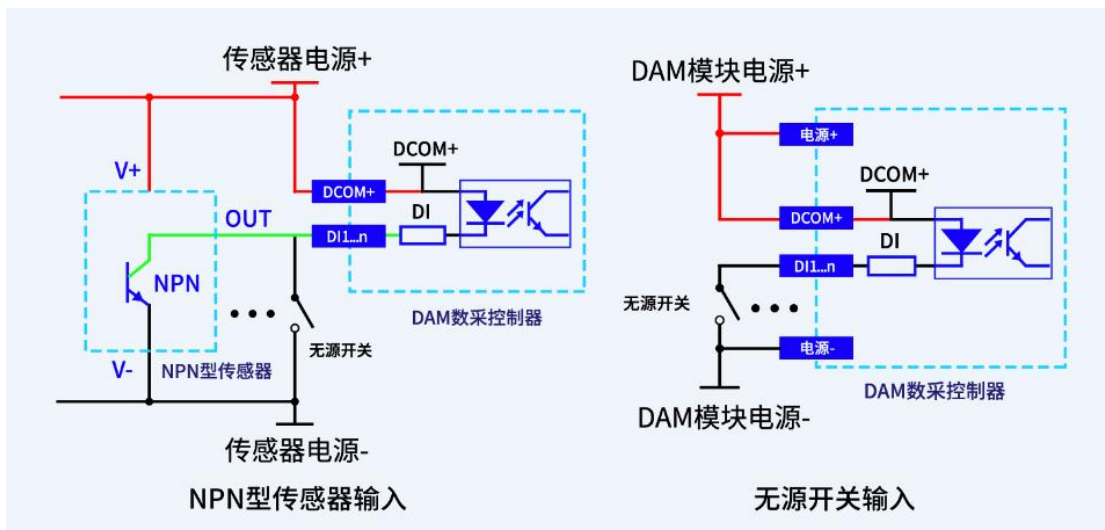 传感器电源+
DCOM+
V+
DCOM+
OUT
DI1...n
DI
NPN
无源开关
DAM数采控制器
V-
NPN型传感器
传感器电源-
NPN型传感器输入
DAM模块电源+
电源+
DCOM+
DCOM+
DI
DI1...n
无源开关
电源-
DAM数采控制器
DAM模块电源-
无源开关输入